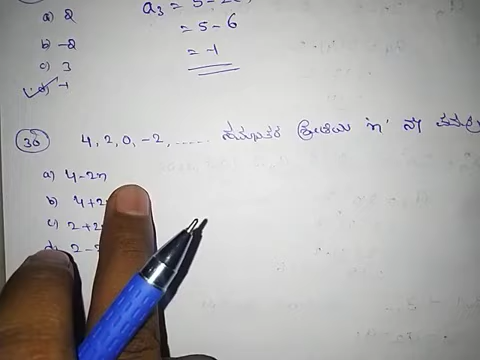 a) 2
b) -2
c) 3
d) -1
a3 = 5-2(
= 5-6
= -1
36 4, 2, 0, -2, ...... ಸಮಾಂತರ ಶ್ರೇಢಿಯ 'n' ನೇ
a) 4-2n
b) 4+2
c) 2+2
d) 2-